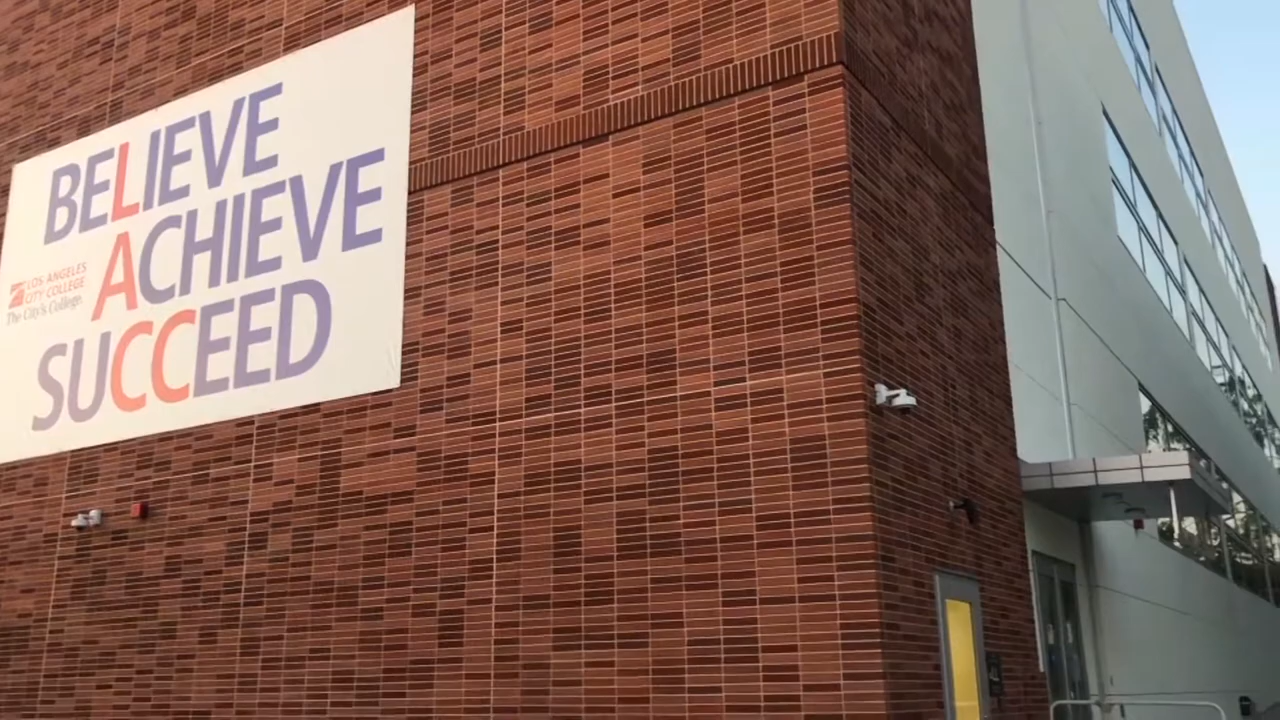 BELIEVE
ACHIEVE
LOS ANGELES
CITY COLLEGE
The City's College.
SUCCEED